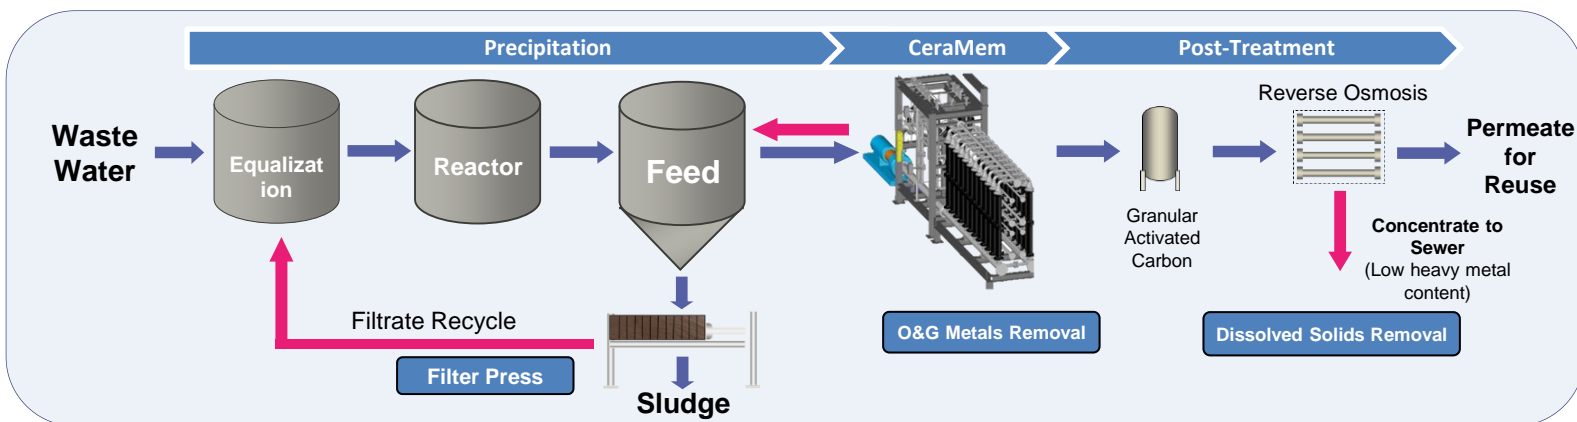 Precipitation
CeraMem
Post-Treatment
Waste
Water
Equalizat
ion
Reactor
Feed
Granular
Activated
Carbon
Reverse Osmosis
Permeate
for
Reuse
Concentrate to
Sewer
(Low heavy metal
content)
Filtrate Recycle
Filter Press
Sludge
O&G Metals Removal
Dissolved Solids Removal